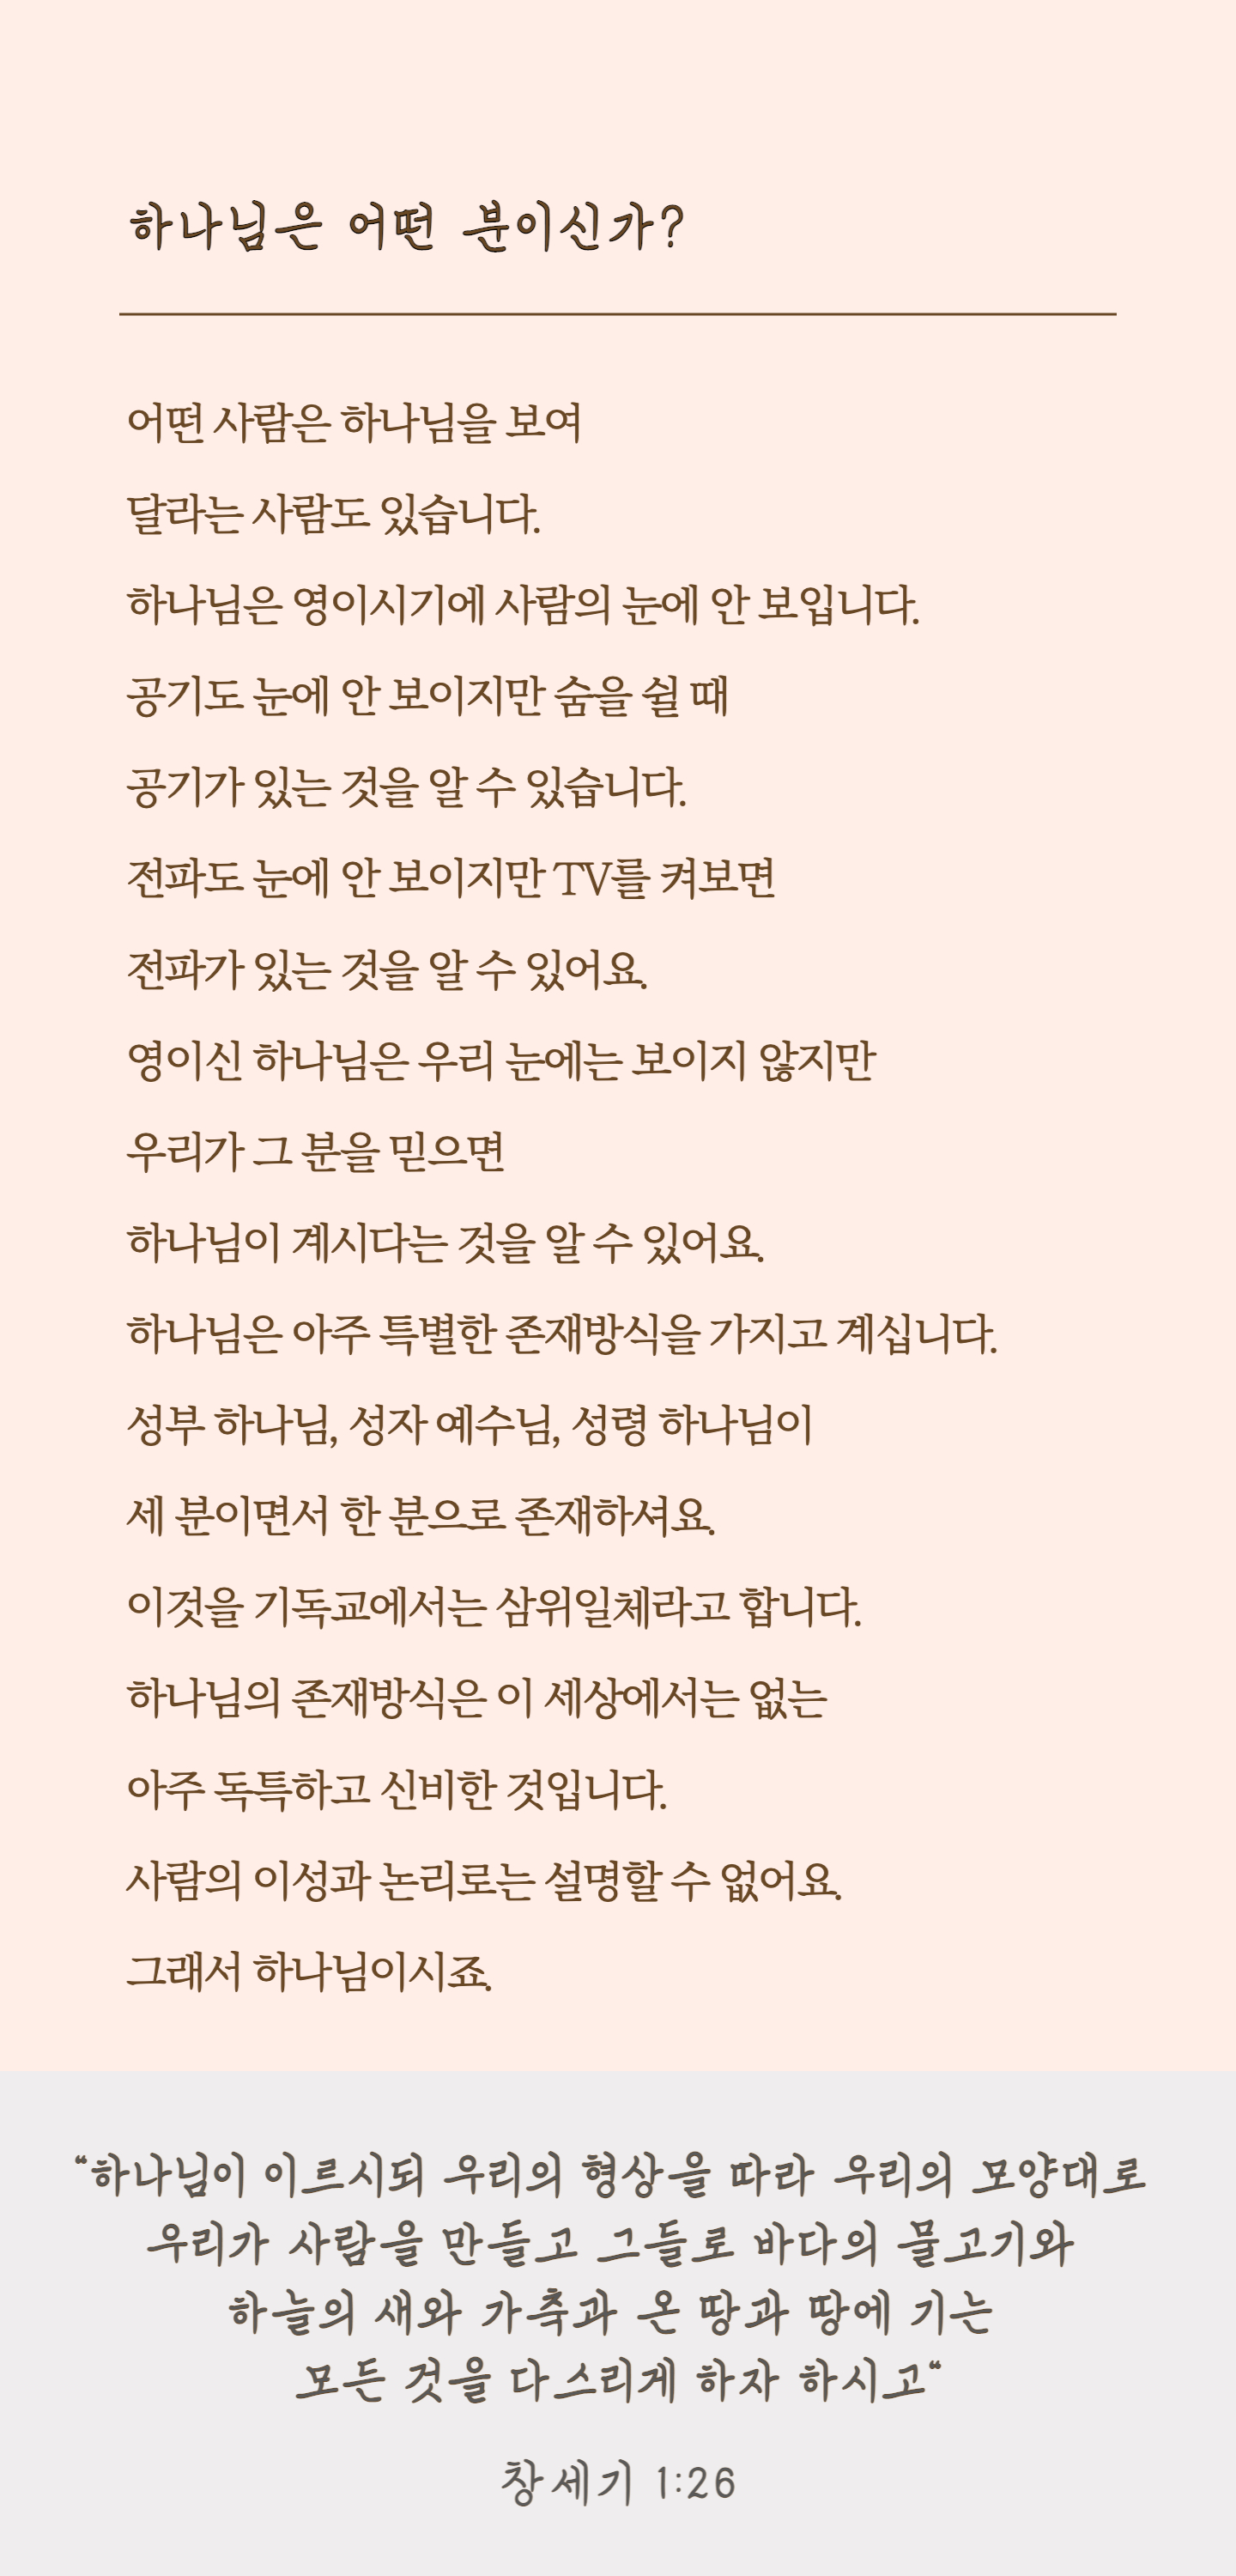 하나님은 어떤 분이신가?
어떤 사람은 하나님을 보여
달라는 사람도 있습니다.
하나님은 영이시기에 사람의 눈에 안 보입니다.
공기도 눈에 안 보이지만 숨을 쉴 때
공기가 있는 것을 알 수 있습니다.
전파도 눈에 안 보이지만 TV를 켜보면
전파가 있는 것을 알 수 있어요.
영이신 하나님은 우리 눈에는 보이지 않지만
우리가 그 분을 믿으면
하나님이 계시다는 것을 알 수 있어요.
하나님은 아주 특별한 존재방식을 가지고 계십니다.
성부 하나님, 성자 예수님, 성령 하나님이
세 분이면서 한 분으로 존재하셔요.
이것을 기독교에서는 삼위일체라고 합니다.
하나님의 존재방식은 이 세상에서는 없는
아주 독특하고 신비한 것입니다.
사람의 이성과 논리로는 설명할 수 없어요.
그래서 하나님이시죠.
“하나님이 이르시되 우리의 형상을 따라 우리의 모양대로
우리가 사람을 만들고 그들로 바다의 물고기와
하늘의 새와 가축과 온 땅과 땅에 기는
모든 것을 다스리게 하자 하시고“
창세기 1:26